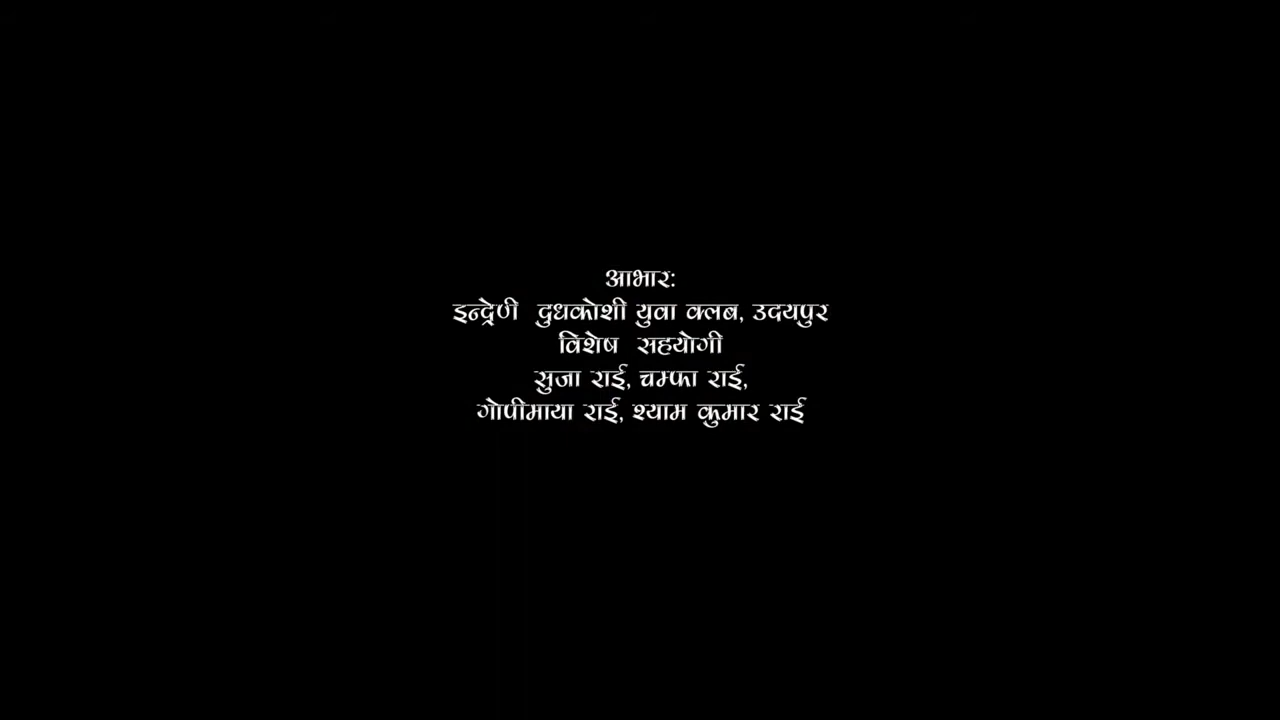 आभार:
इन्द्रेणी दुधकोशी युवा क्लब, उदयपुर
विशेष सहयोगी
सुजा राई, चम्फा राई,
गोपीमाया राई, श्याम कुमार राई